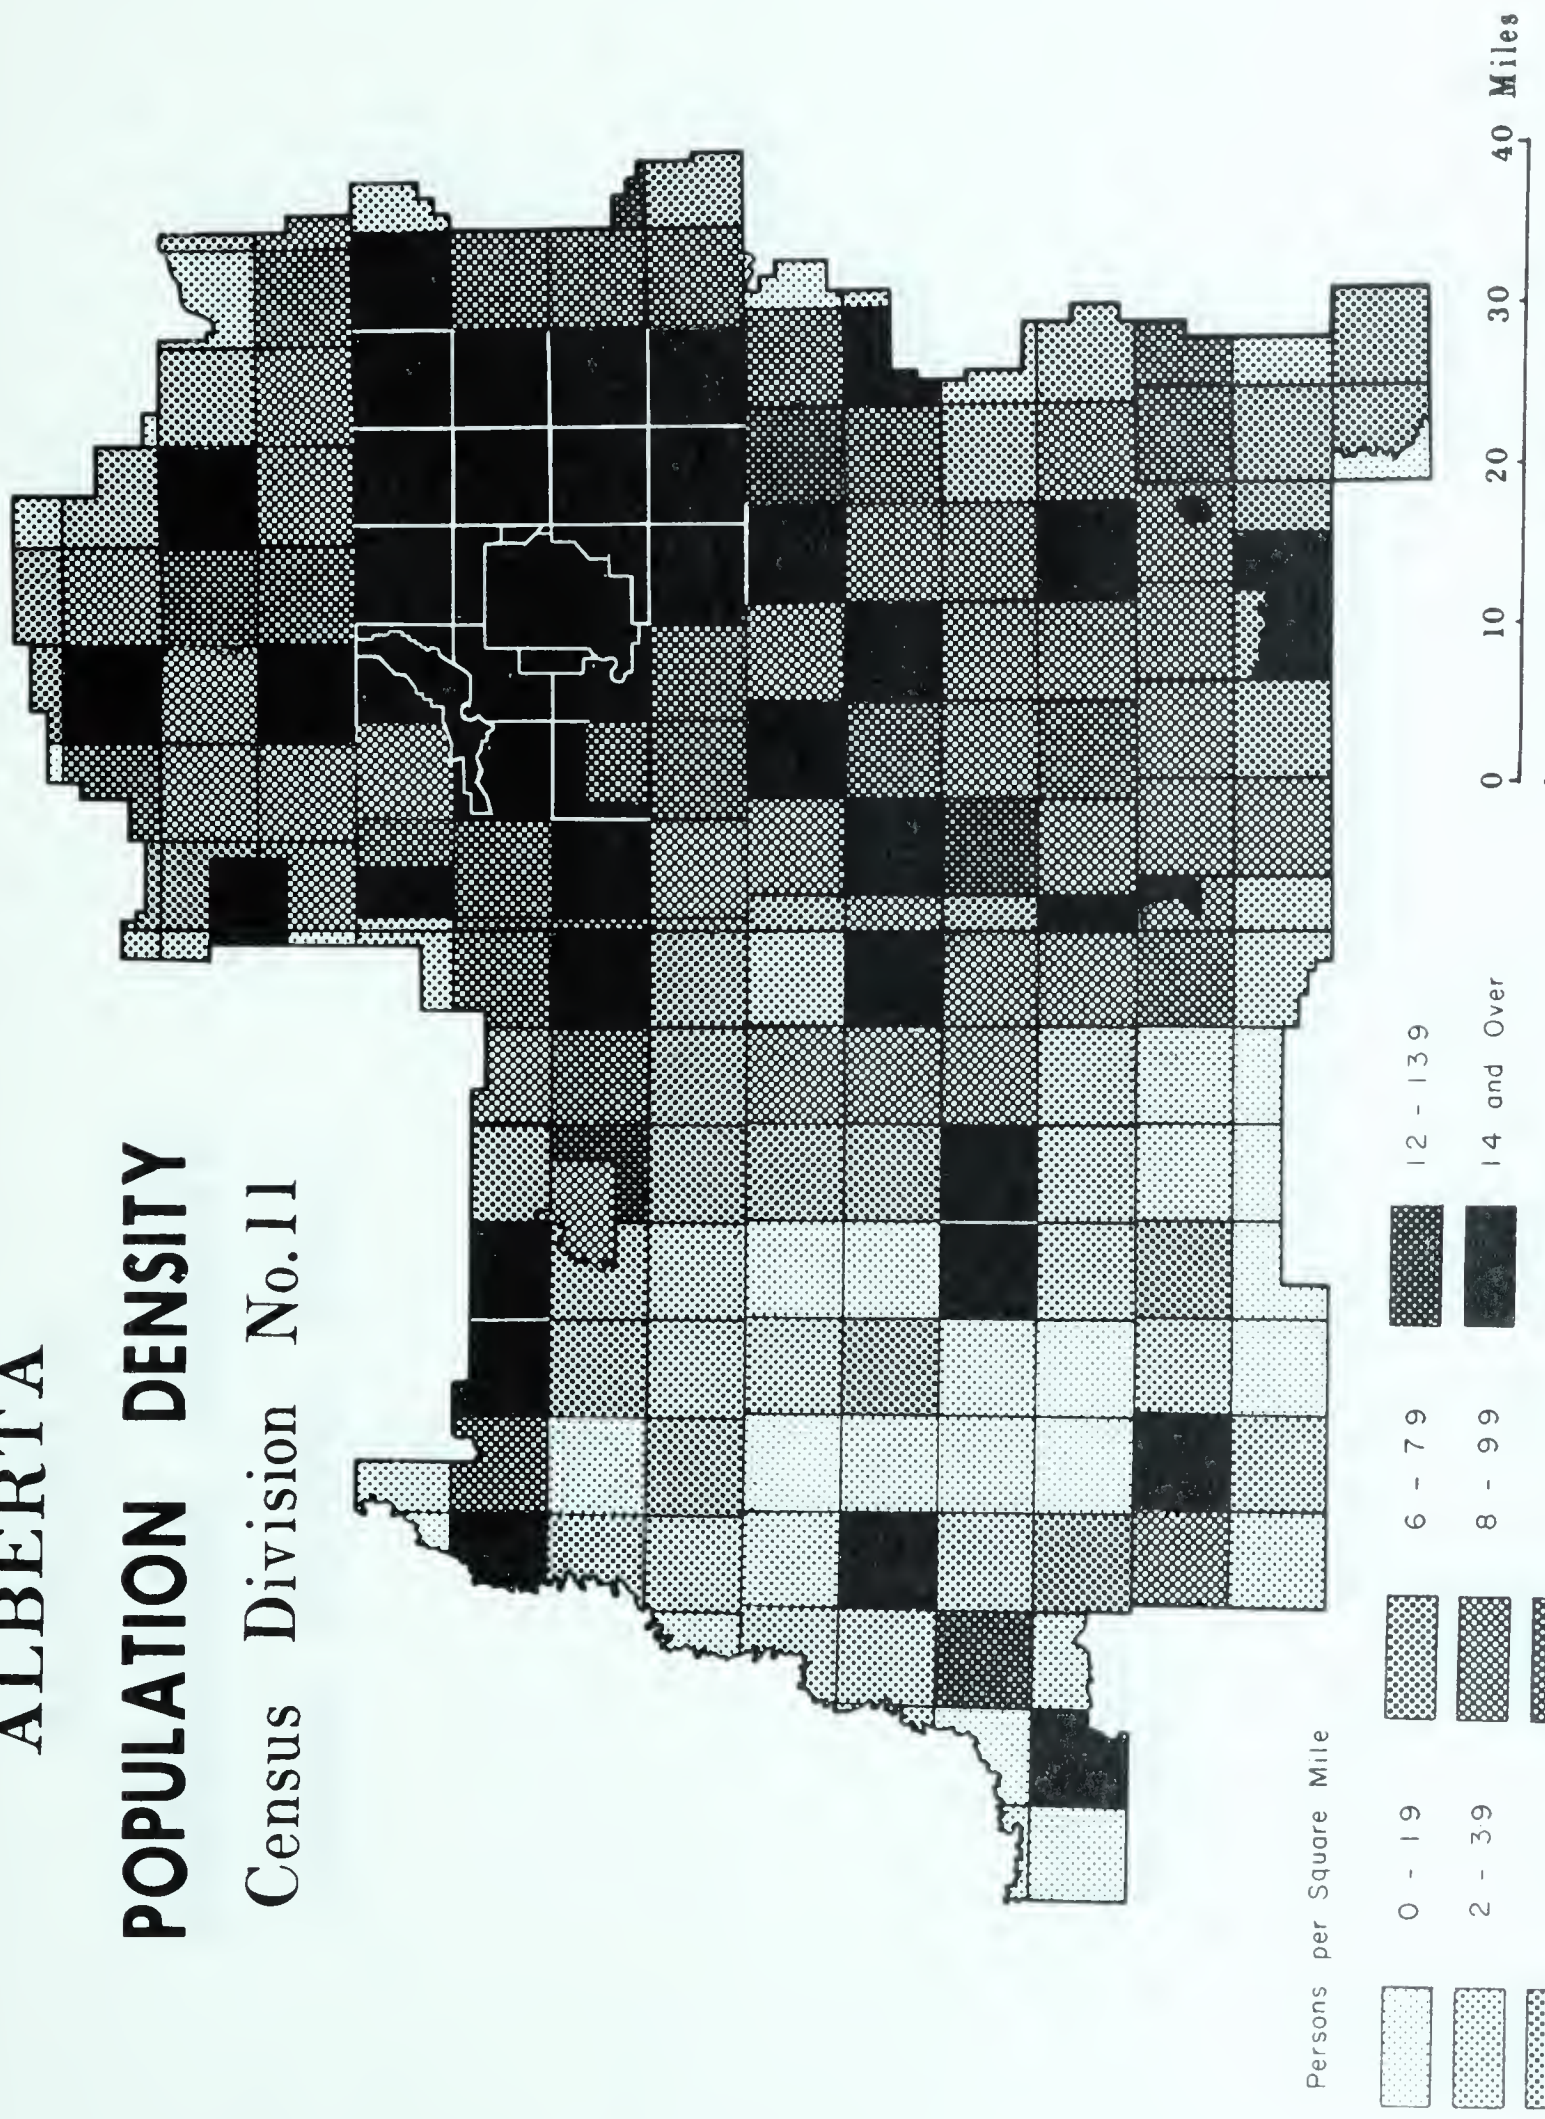 ALBERTA
POPULATION DENSITY
Census Division No.11
Persons per Square Mile
0 - 1.9
2 - 3.9
6 - 7.9
8 - 9.9
12 - 13.9
14 and Over
0 10 20 30 40 Miles